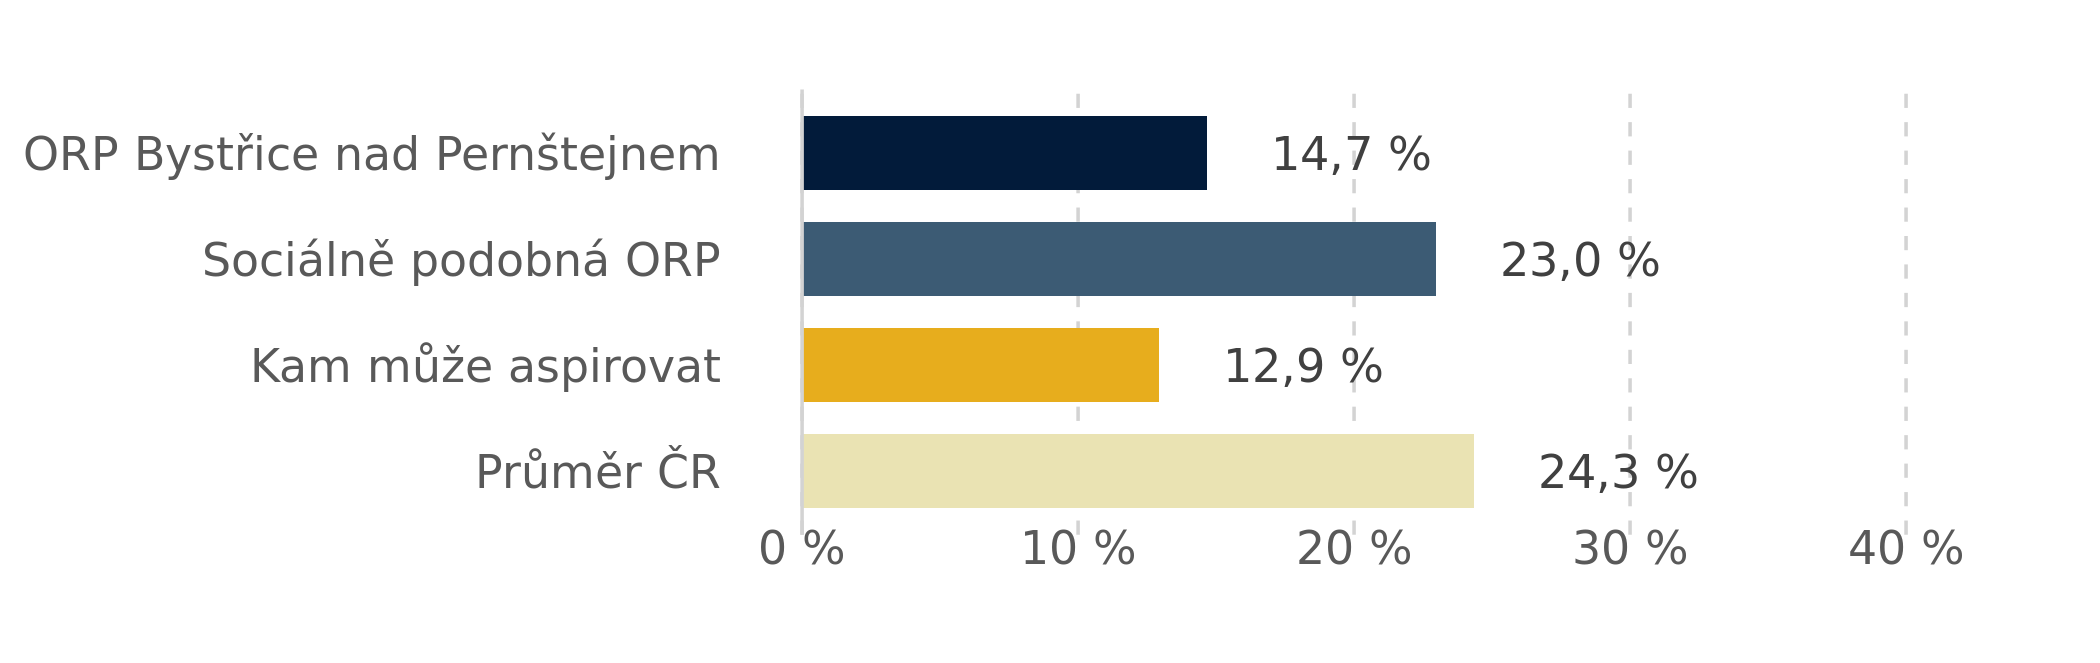 ORP Bystřice nad Pernštejnem 14,7 %
Sociálně podobná ORP 23,0 %
Kam může aspirovat 12,9 %
Průměr ČR 24,3 %
0 % 10 % 20 % 30 % 40 %